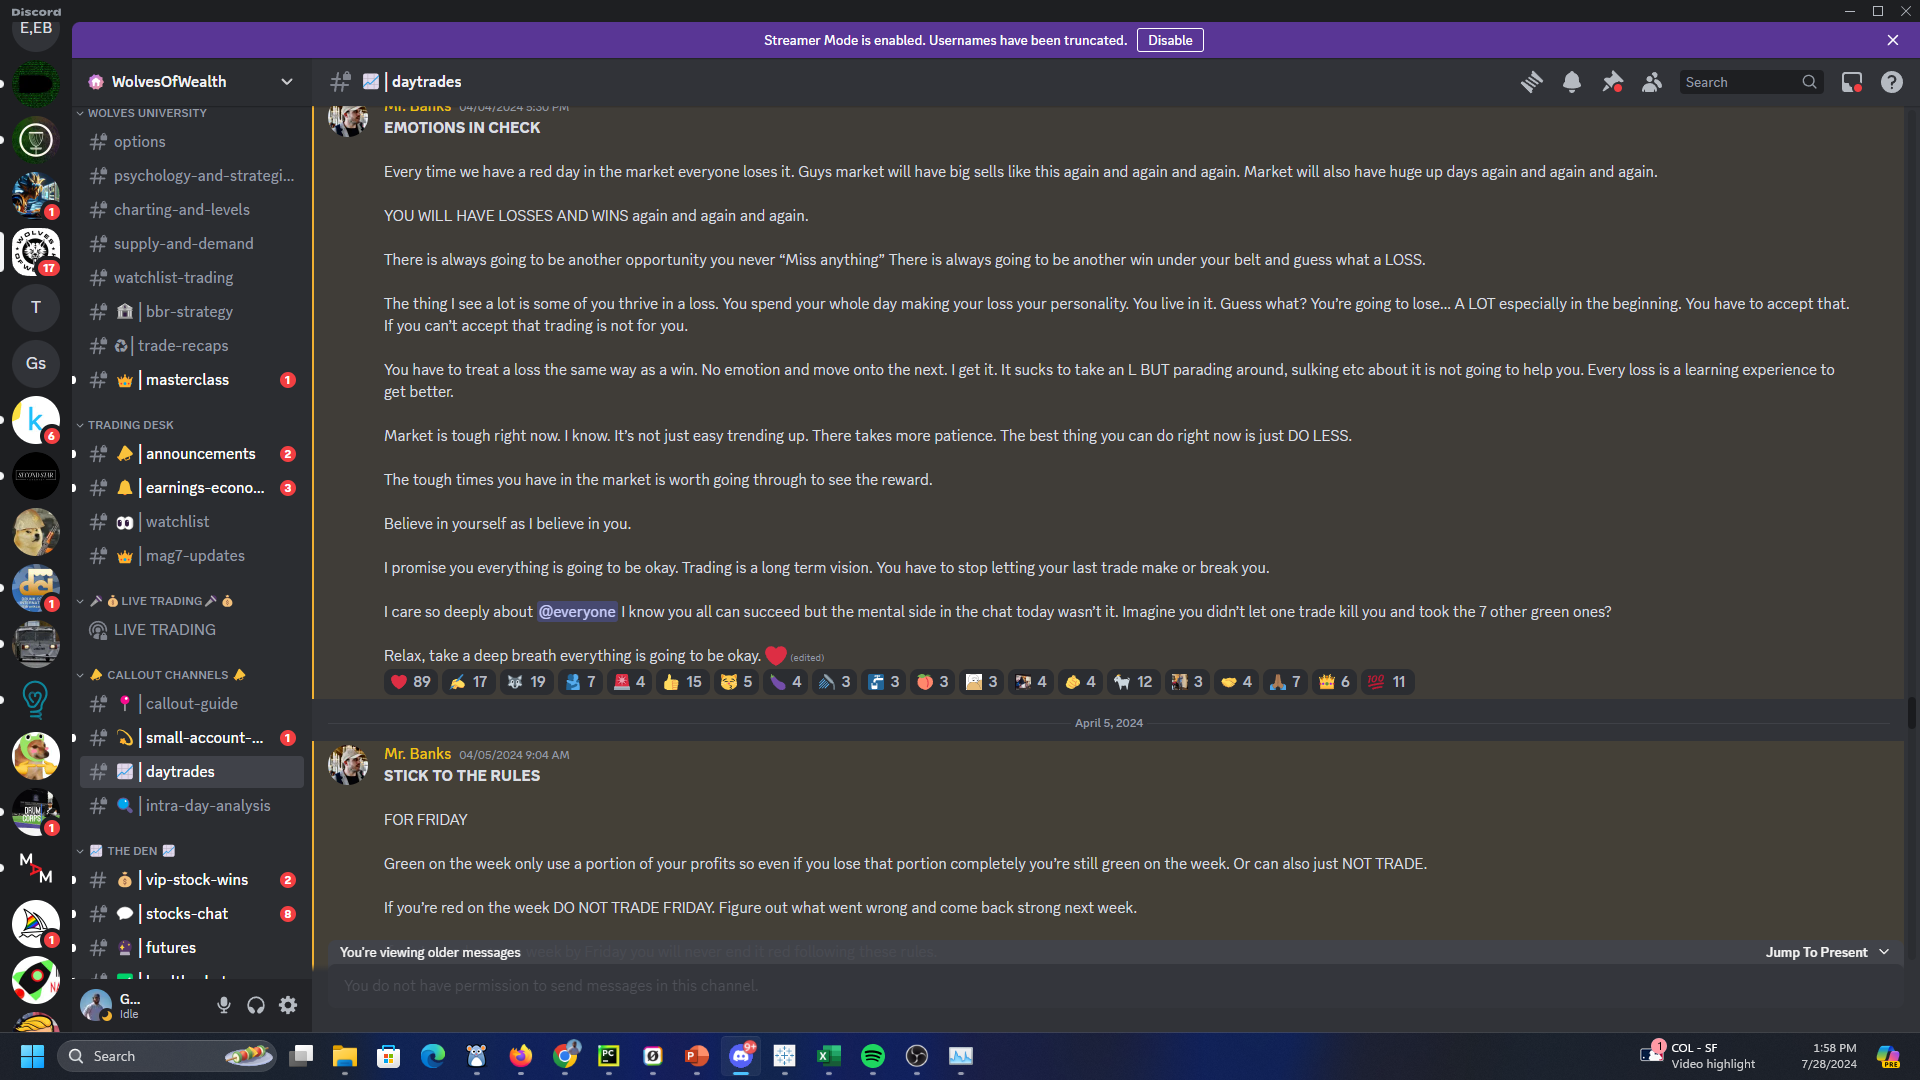 Discord
Streamer Mode is enabled. Usernames have been truncated.
Disable
E,EB
1
17
T
Gs
k
6
SECOND STAR
dci
1
DRUM CORPS
1
M A M
1
WolvesOfWealth
WOLVES UNIVERSITY
options
psychology-and-strategi...
charting-and-levels
supply-and-demand
watchlist-trading
bbr-strategy
trade-recaps
masterclass 1
TRADING DESK
announcements 2
earnings-econo... 3
watchlist
mag7-updates
LIVE TRADING
LIVE TRADING
CALLOUT CHANNELS
callout-guide
small-account-... 1
daytrades
intra-day-analysis
THE DEN
vip-stock-wins 2
stocks-chat 8
futures
G...
Idle
daytrades
Search
Mr. Banks 04/04/2024 5:30 PM
EMOTIONS IN CHECK
Every time we have a red day in the market everyone loses it. Guys market will have big sells like this again and again and again. Market will also have huge up days again and again and again.
YOU WILL HAVE LOSSES AND WINS again and again and again.
There is always going to be another opportunity you never “Miss anything” There is always going to be another win under your belt and guess what a LOSS.
The thing I see a lot is some of you thrive in a loss. You spend your whole day making your loss your personality. You live in it. Guess what? You’re going to lose... A LOT especially in the beginning. You have to accept that.
If you can’t accept that trading is not for you.
You have to treat a loss the same way as a win. No emotion and move onto the next. I get it. It sucks to take an L BUT parading around, sulking etc about it is not going to help you. Every loss is a learning experience to
get better.
Market is tough right now. I know. It’s not just easy trending up. There takes more patience. The best thing you can do right now is just DO LESS.
The tough times you have in the market is worth going through to see the reward.
Believe in yourself as I believe in you.
I promise you everything is going to be okay. Trading is a long term vision. You have to stop letting your last trade make or break you.
I care so deeply about @everyone I know you all can succeed but the mental side in the chat today wasn’t it. Imagine you didn’t let one trade kill you and took the 7 other green ones?
Relax, take a deep breath everything is going to be okay. (edited)
89 17 19 7 4 15 5 4 3 3 3 3 4 4 12 3 4 7 6 100 11
April 5, 2024
Mr. Banks 04/05/2024 9:04 AM
STICK TO THE RULES
FOR FRIDAY
Green on the week only use a portion of your profits so even if you lose that portion completely you’re still green on the week. Or can also just NOT TRADE.
If you’re red on the week DO NOT TRADE FRIDAY. Figure out what went wrong and come back strong next week.
You're viewing older messages
week by Friday you will never end it red following these rules.
Jump To Present
You do not have permission to send messages in this channel.
Search
PC
P
9+
X
1
COL - SF
Video highlight
1:58 PM
7/28/2024
PRE